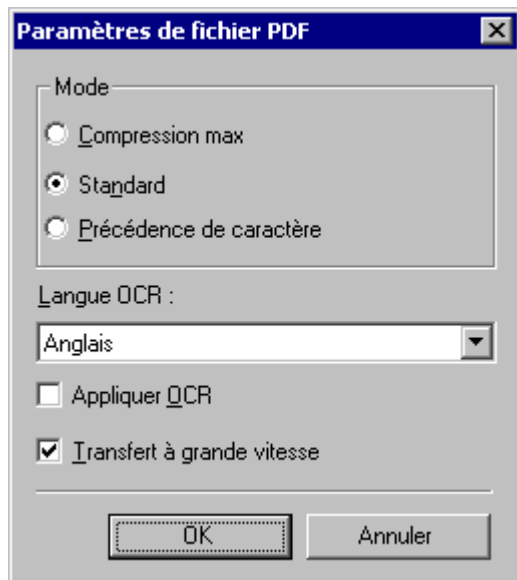 Paramètres de fichier PDF
Mode
Compression max
Standard
Précédence de caractère
Langue OCR :
Anglais
Appliquer OCR
Transfert à grande vitesse
OK
Annuler